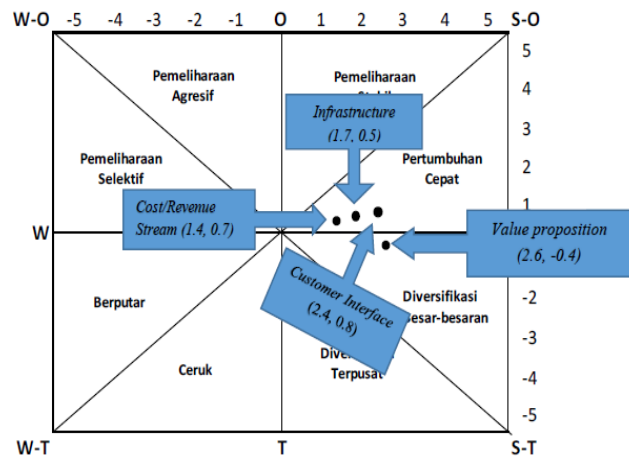 W-O -5 -4 -3 -2 -1 O 1 2 3 4 5 S-O
Pemeliharaan
Agresif
Pemeliharaan
Infrastructure
(1.7, 0.5)
Pemeliharaan
Selektif
Pertumbuhan
Cepat
Cost/Revenue
Stream (1.4, 0.7)
Value proposition
(2.6, -0.4)
Customer Interface
(2.4, 0.8)
W
5
4
3
2
1
-2
-3
-4
-5
Berputar
Diversifikasi
esar-besaran
Ceruk
Terpusat
W-T T S-T